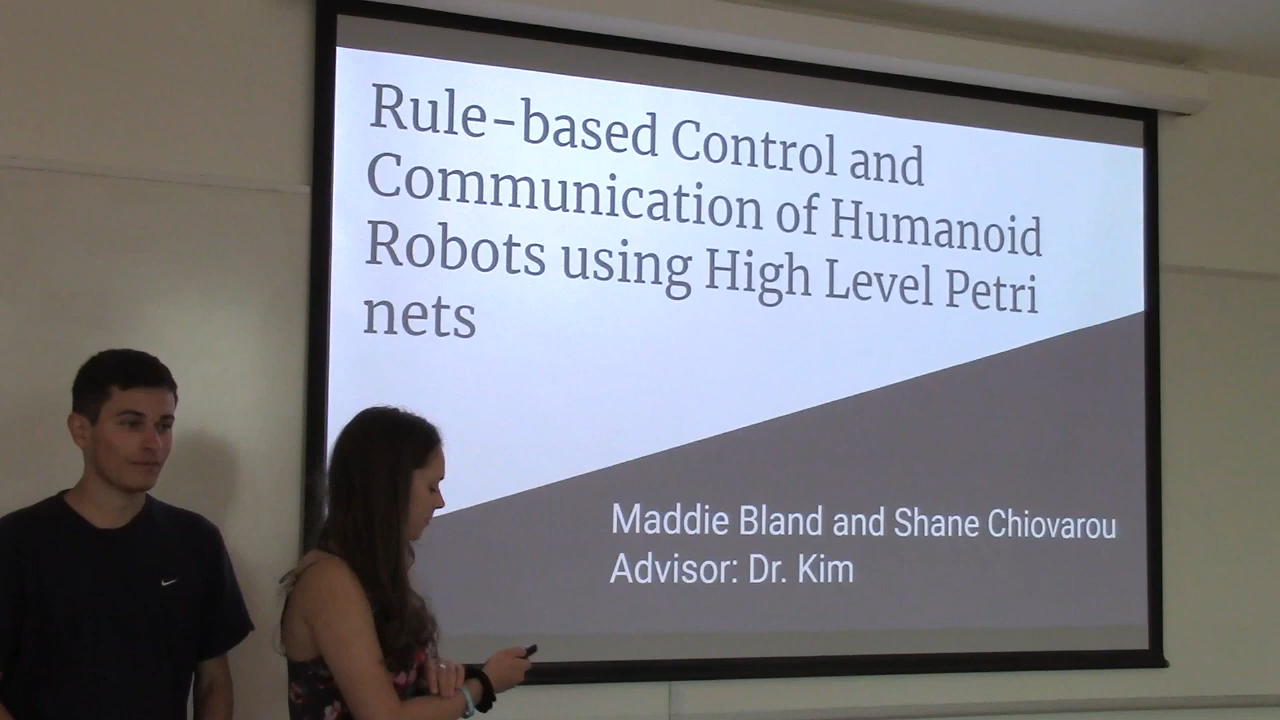 Rule-based Control and
Communication of Humanoid
Robots using High Level Petri
nets
Maddie Bland and Shane Chiovarou
Advisor: Dr. Kim